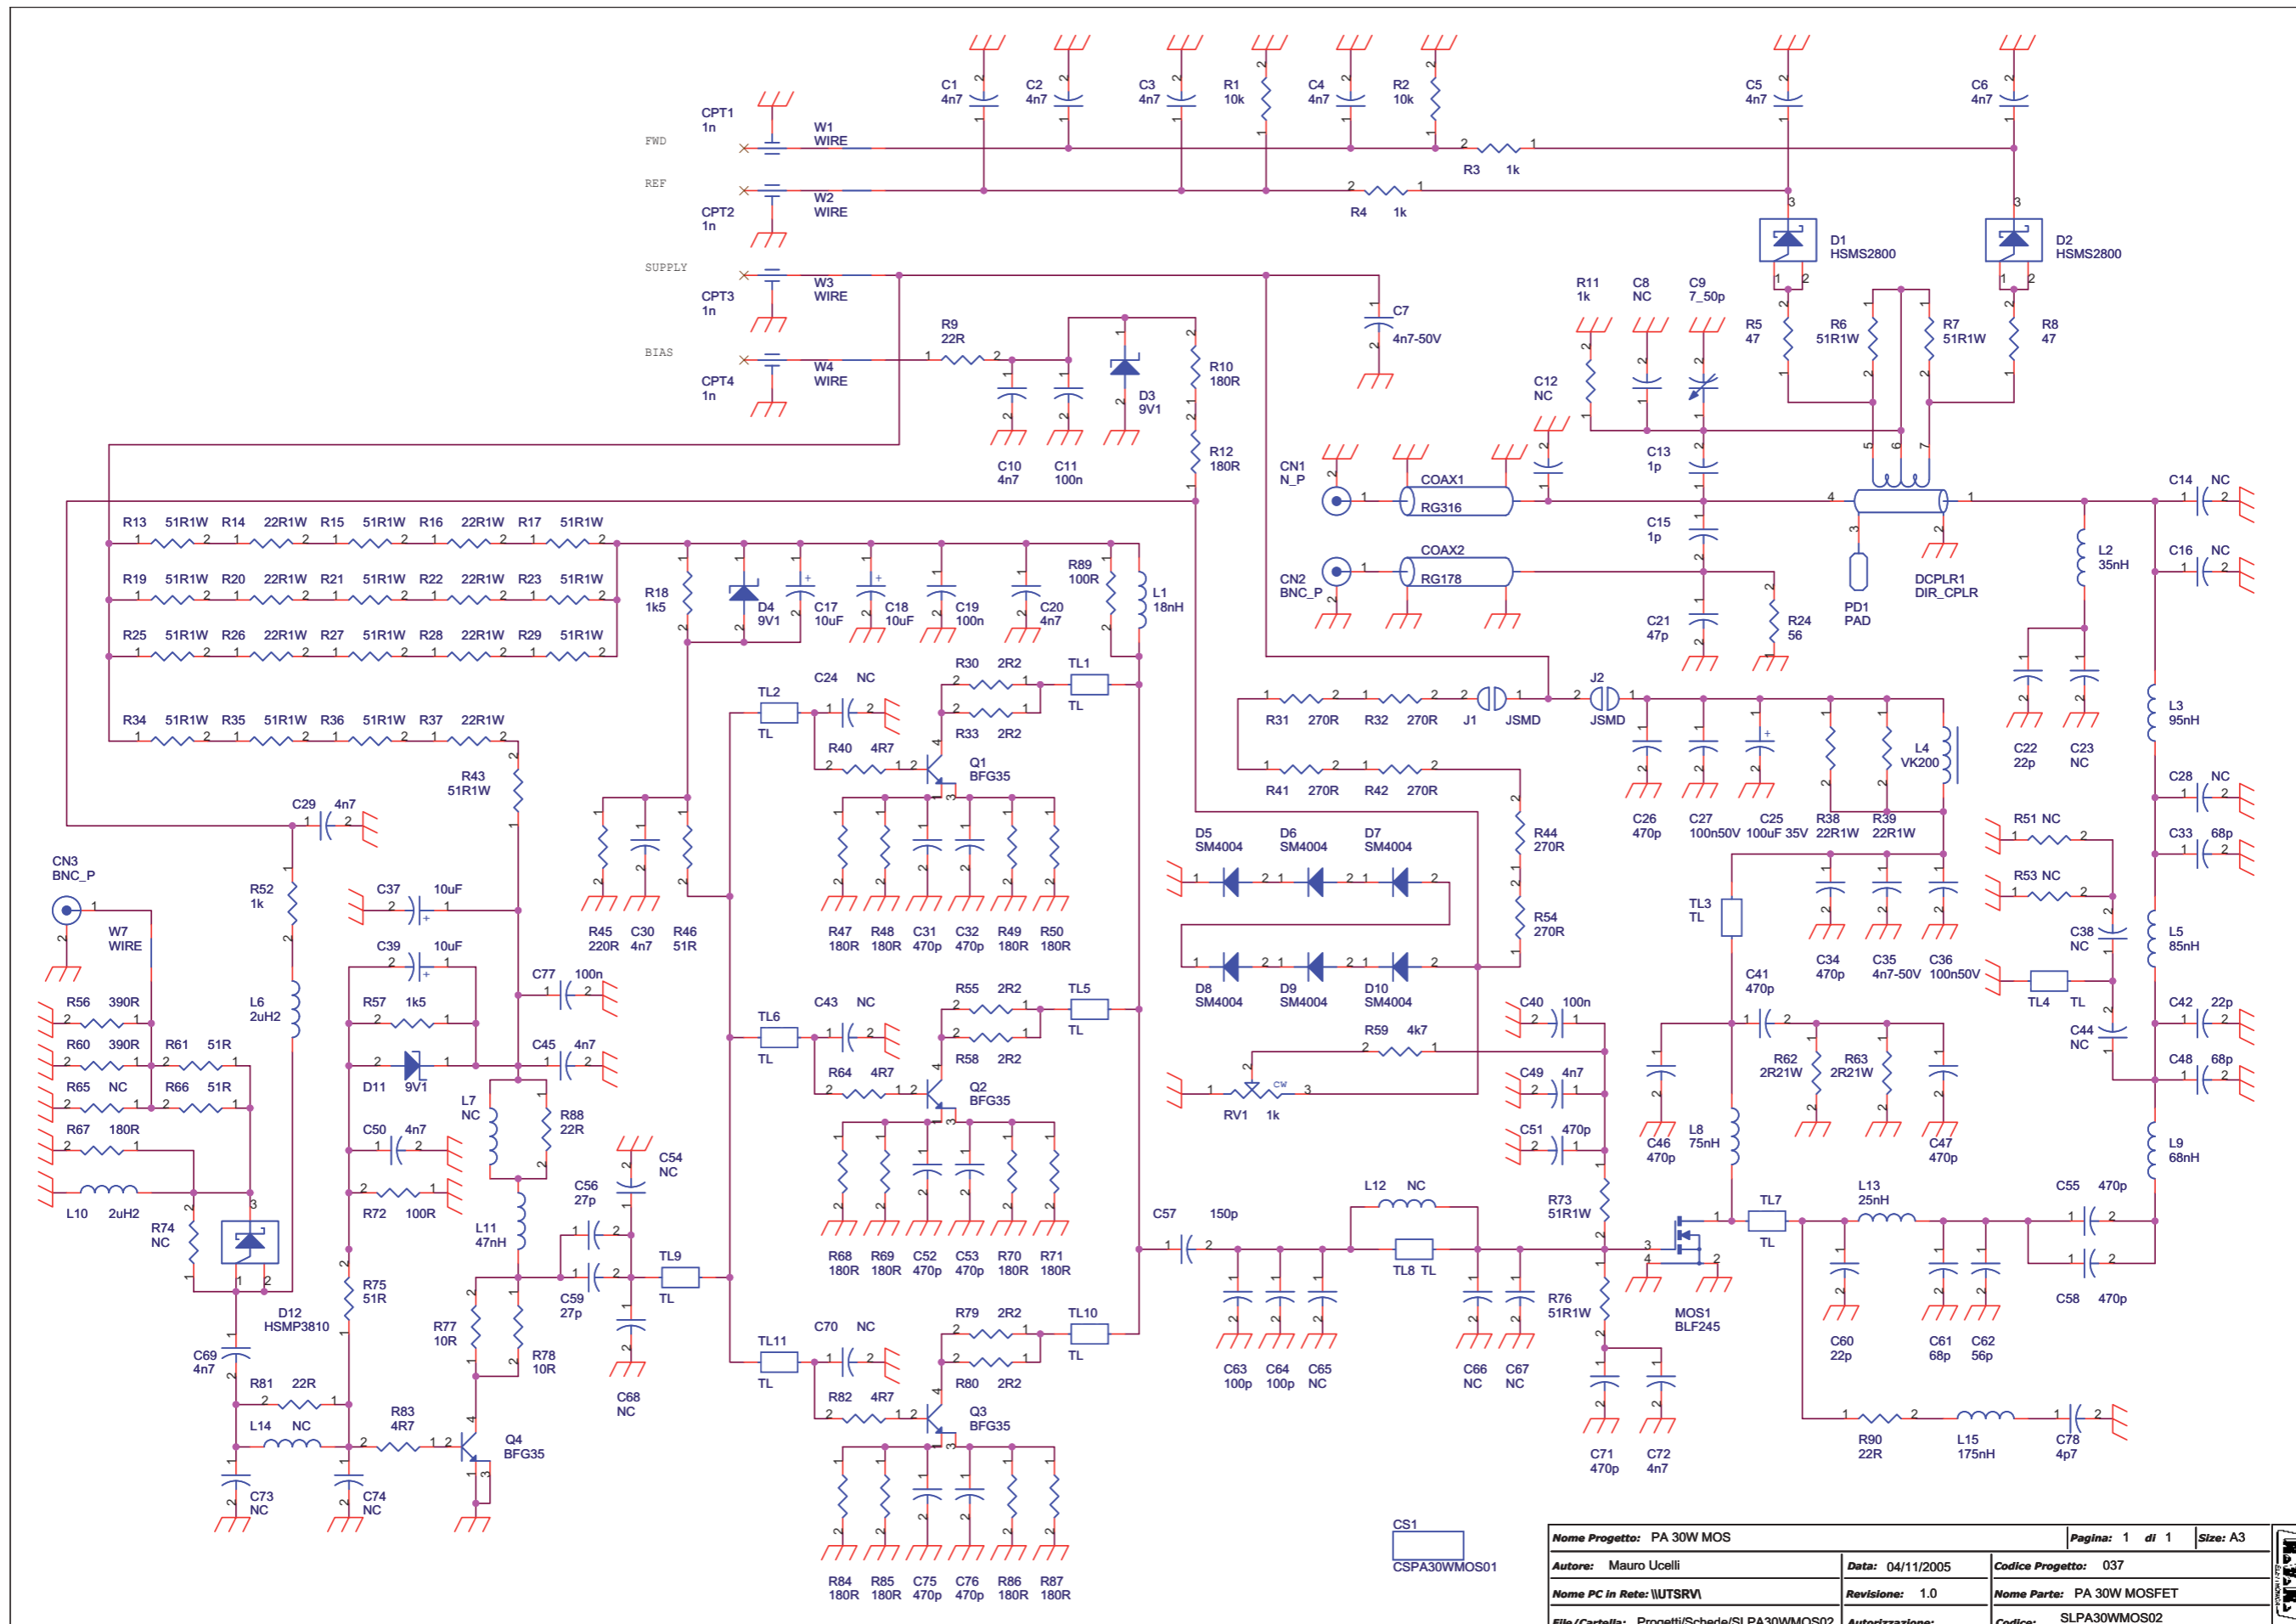 C1
4n7
C2
4n7
C3
4n7
R1
10k
C4
4n7
R2
10k
C5
4n7
C6
4n7
CPT1
1n
FWD
W1
WIRE
R3 1k
REF
CPT2
1n
W2
WIRE
R4 1k
D1
HSMS2800
D2
HSMS2800
SUPPLY
CPT3
1n
W3
WIRE
C7
4n7-50V
R11
1k
C8
NC
C9
7_50p
R5
47
R6
51R1W
R7
51R1W
R8
47
BIAS
CPT4
1n
W4
WIRE
R9
22R
C10
4n7
C11
100n
D3
9V1
R10
180R
R12
180R
C12
NC
C13
1p
CN1
N_P
COAX1
RG316
C15
1p
CN2
BNC_P
COAX2
RG178
C21
47p
R24
56
PD1
PAD
DCPLR1
DIR_CPLR
L2
35nH
C14 NC
C16 NC
C22
22p
C23
NC
L3
95nH
R13 51R1W R14 22R1W R15 51R1W R16 22R1W R17 51R1W
R19 51R1W R20 22R1W R21 51R1W R22 22R1W R23 51R1W
R25 51R1W R26 22R1W R27 51R1W R28 22R1W R29 51R1W
R34 51R1W R35 51R1W R36 51R1W R37 22R1W
R43
51R1W
R18
1k5
D4
9V1
C17
10uF
C18
10uF
C19
100n
C20
4n7
R89
100R
L1
18nH
TL2
TL
C24 NC
R40 4R7
R30 2R2
R33 2R2
TL1
TL
Q1
BFG35
R31 270R
R32 270R
J1 JSMD
J2
JSMD
R41 270R
R42 270R
C26
470p
C27
100n50V
C25
100uF 35V
R38
22R1W
R39
22R1W
L4
VK200
C28 NC
C33 68p
R51 NC
R53 NC
C29 4n7
CN3
BNC_P
R52
1k
W7
WIRE
C37 10uF
C39 10uF
R45
220R
C30
4n7
R46
51R
R47
180R
R48
180R
C31
470p
C32
470p
R49
180R
R50
180R
D5
SM4004
D6
SM4004
D7
SM4004
D8
SM4004
D9
SM4004
D10
SM4004
R44
270R
R54
270R
TL3
TL
C34
470p
C35
4n7-50V
C36
100n50V
C38
NC
L5
85nH
TL4 TL
C44
NC
C42 22p
C48 68p
R56 390R
R60 390R
R61 51R
R65 NC
R66 51R
R67 180R
L10 2uH2
L6
2uH2
R57 1k5
D11 9V1
C77 100n
C45 4n7
L7
NC
R88
22R
C50 4n7
R72 100R
L11
47nH
C56
27p
C54
NC
C59
27p
TL9
TL
C68
NC
TL6
TL
C43 NC
R64 4R7
R55 2R2
R58 2R2
TL5
TL
Q2
BFG35
R68
180R
R69
180R
C52
470p
C53
470p
R70
180R
R71
180R
RV1 1k
cw
R59 4k7
C40 100n
C49 4n7
C51 470p
C41
470p
C46
470p
R62
2R21W
R63
2R21W
C47
470p
L8
75nH
L9
68nH
R74
NC
D12
HSMP3810
R75
51R
C69
4n7
R77
10R
R78
10R
R81 22R
L14 NC
R83
4R7
C73
NC
C74
NC
Q4
BFG35
TL11
TL
C70 NC
R82 4R7
R79 2R2
R80 2R2
TL10
TL
Q3
BFG35
R84
180R
R85
180R
C75
470p
C76
470p
R86
180R
R87
180R
C57 150p
L12 NC
TL8 TL
C63
100p
C64
100p
C65
NC
C66
NC
C67
NC
R73
51R1W
R76
51R1W
C71
470p
C72
4n7
MOS1
BLF245
TL7
TL
L13
25nH
C60
22p
C61
68p
C62
56p
C55 470p
C58 470p
R90
22R
L15
175nH
C78
4p7
CS1
CSPA30WMOS01
Nome Progetto: PA 30W MOS Pagina: 1 di 1 Size: A3
Autore: Mauro Ucelli Data: 04/11/2005 Codice Progetto: 037
Nome PC in Rete: \\UTSRV\ Revisione: 1.0 Nome Parte: PA 30W MOSFET
File/Cartella: Progetti/Schede/SLPA30WMOS02 Autorizzazione: Codice: SLPA30WMOS02